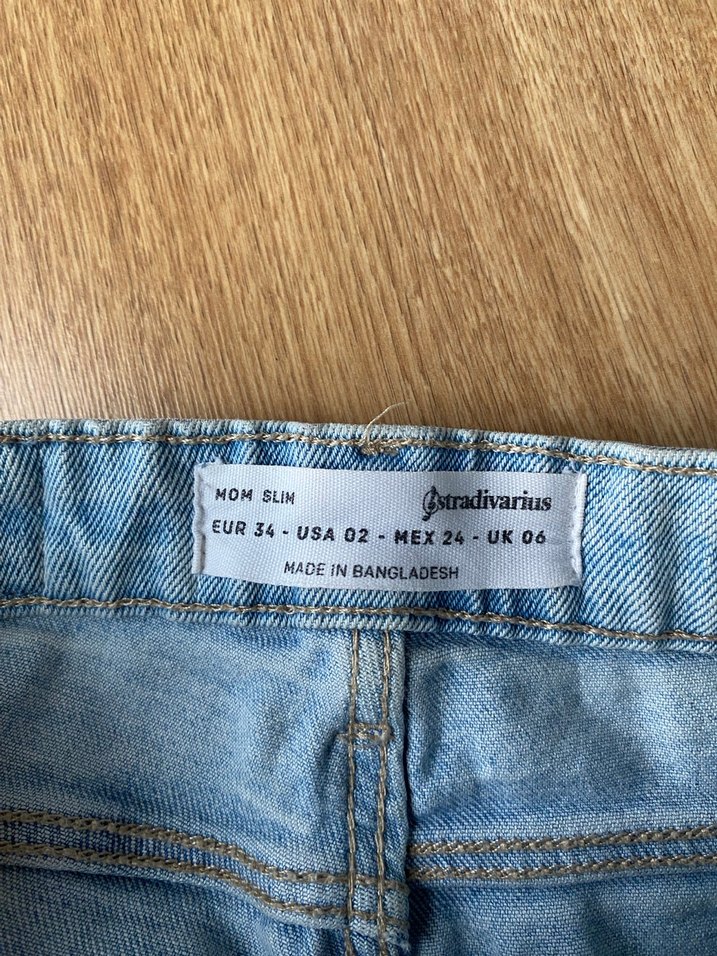 MOM SLIM stradivarius
EUR 34 - USA 02 - MEX 24 - UK 06
MADE IN BANGLADESH